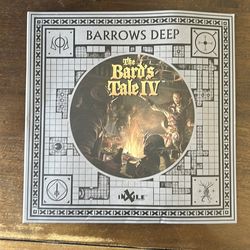 BARROWS DEEP
The
Bard's
Tale IV
INXILE